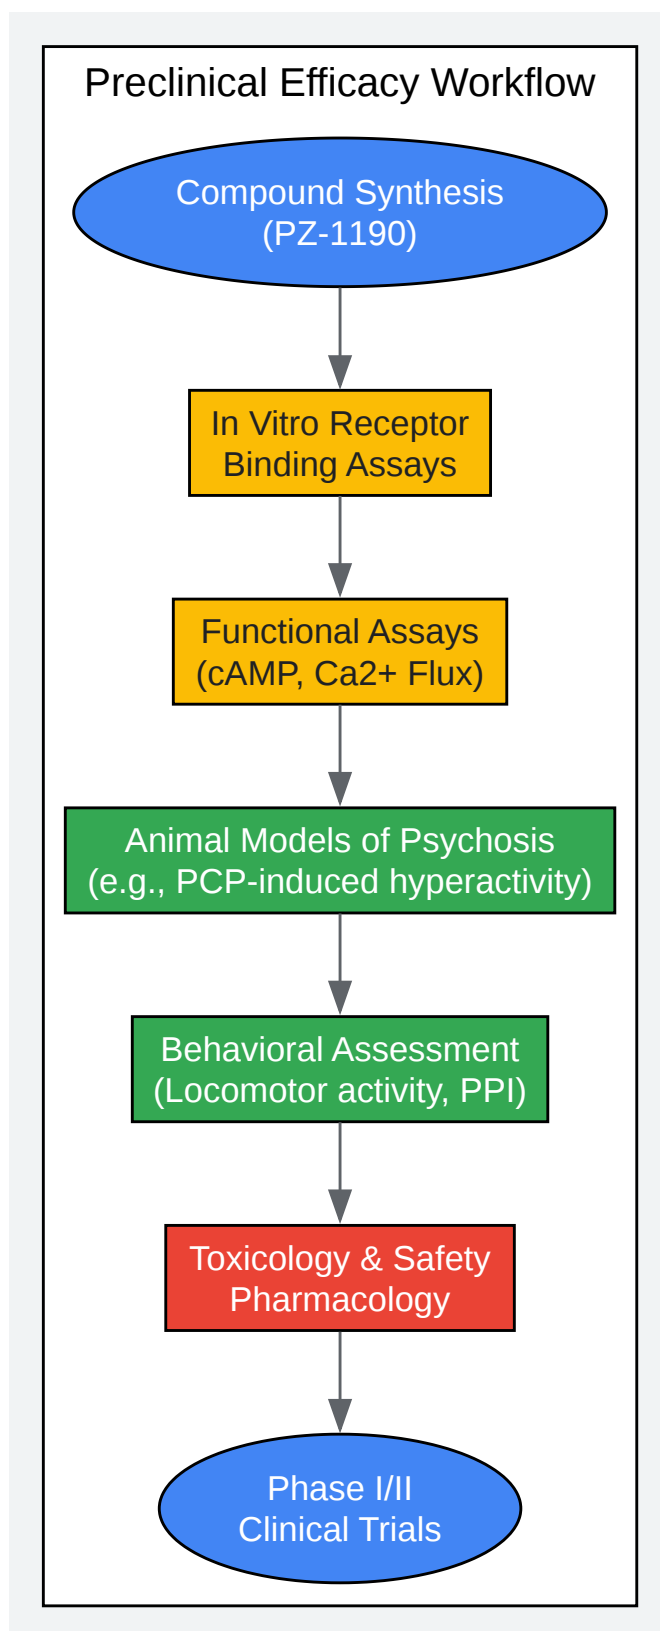 Preclinical Efficacy Workflow
Compound Synthesis
(PZ-1190)
In Vitro Receptor
Binding Assays
Functional Assays
(cAMP, Ca2+ Flux)
Animal Models of Psychosis
(e.g., PCP-induced hyperactivity)
Behavioral Assessment
(Locomotor activity, PPI)
Toxicology & Safety
Pharmacology
Phase I/II
Clinical Trials